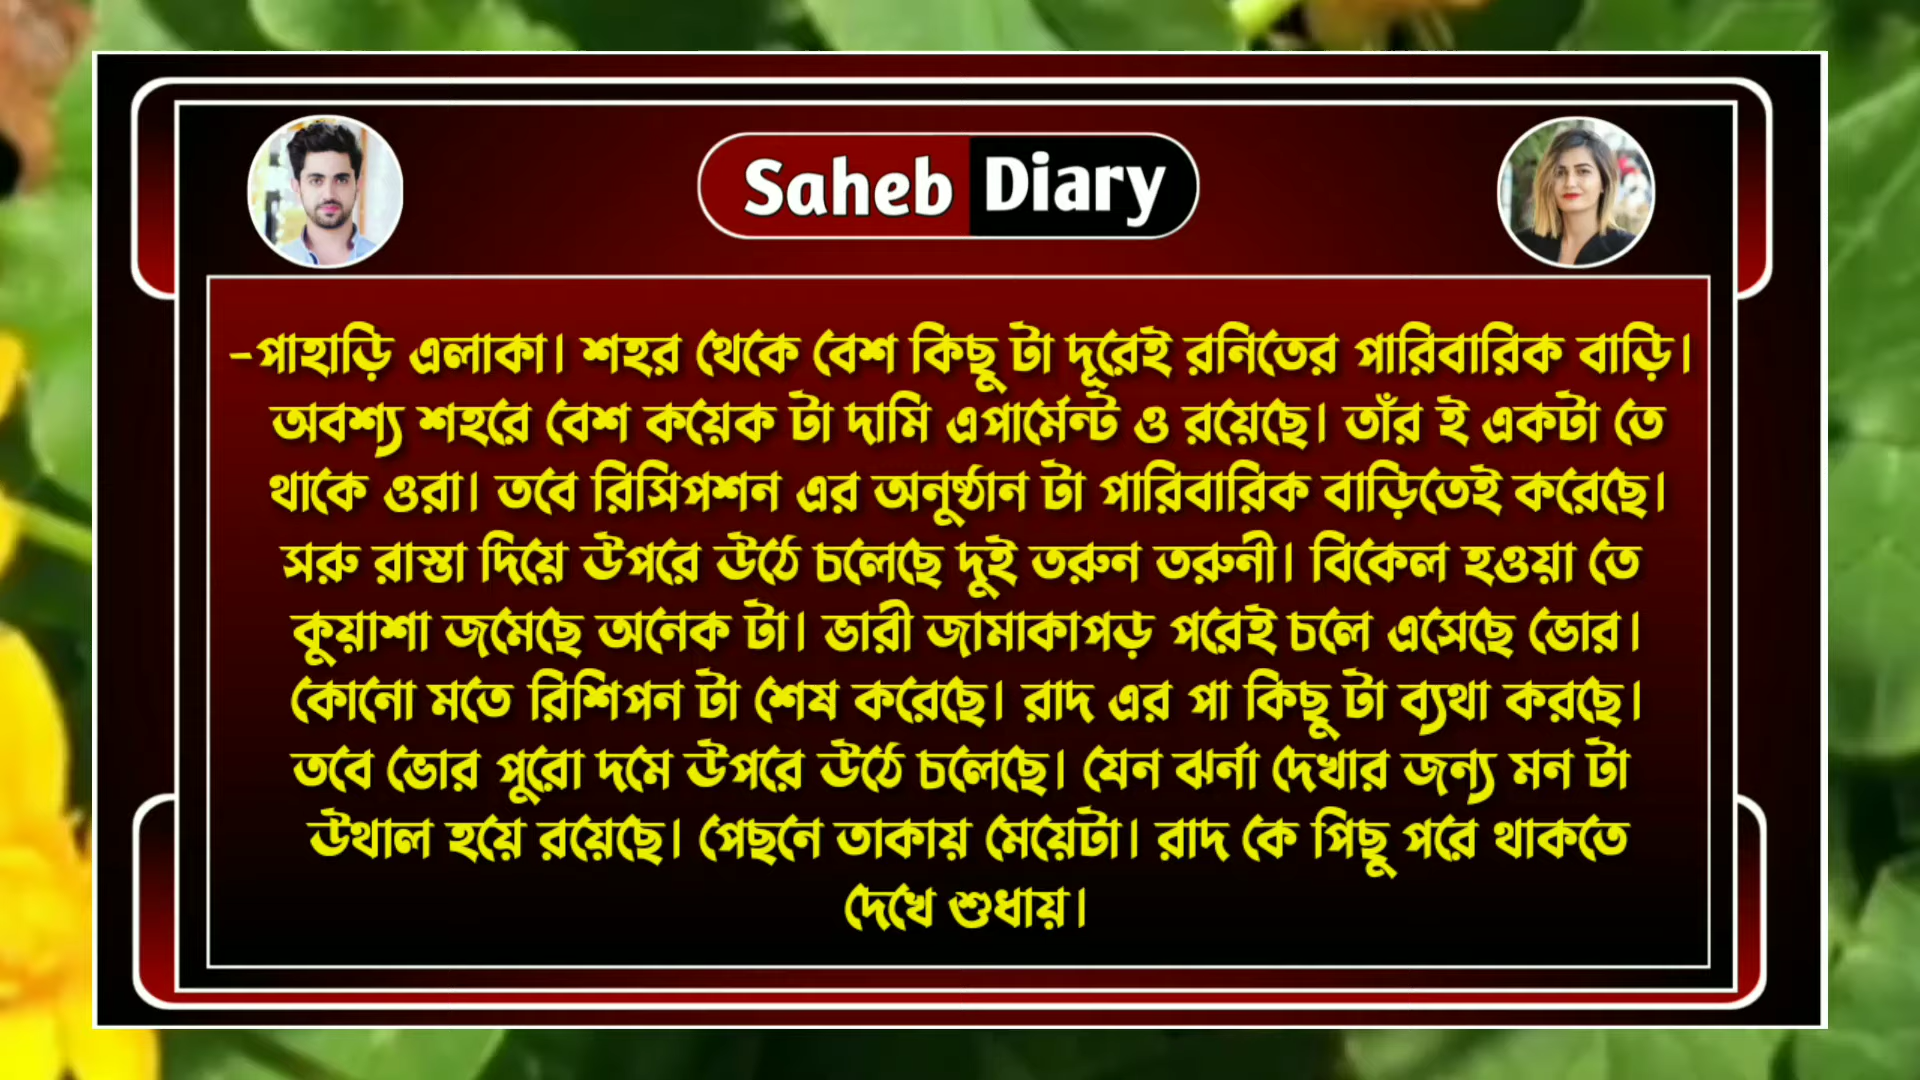 Saheb Diary
-পাহাড়ি এলাকা। শহর থেকে বেশ কিছু টা দূরেই রনিতের পারিবারিক বাড়ি।
অবশ্য শহরে বেশ কয়েক টা দামি এপার্মেন্ট ও রয়েছে। তাঁর ই একটা তে
থাকে ওরা। তবে রিসিপশন এর অনুষ্ঠান টা পারিবারিক বাড়িতেই করেছে।
সরু রাস্তা দিয়ে উপরে উঠে চলেছে দুই তরুন তরুনী। বিকেল হওয়া তে
কুয়াশা জমেছে অনেক টা। ভারী জামাকাপড় পরেই চলে এসেছে ভোর।
কোনো মতে রিশিপন টা শেষ করেছে। রাদ এর পা কিছু টা ব্যথা করছে।
তবে ভোর পুরো দমে উপরে উঠে চলেছে। যেন ঝর্না দেখার জন্য মন টা
উথাল হয়ে রয়েছে। পেছনে তাকায় মেয়েটা। রাদ কে পিছু পরে থাকতে
দেখে শুধায়।